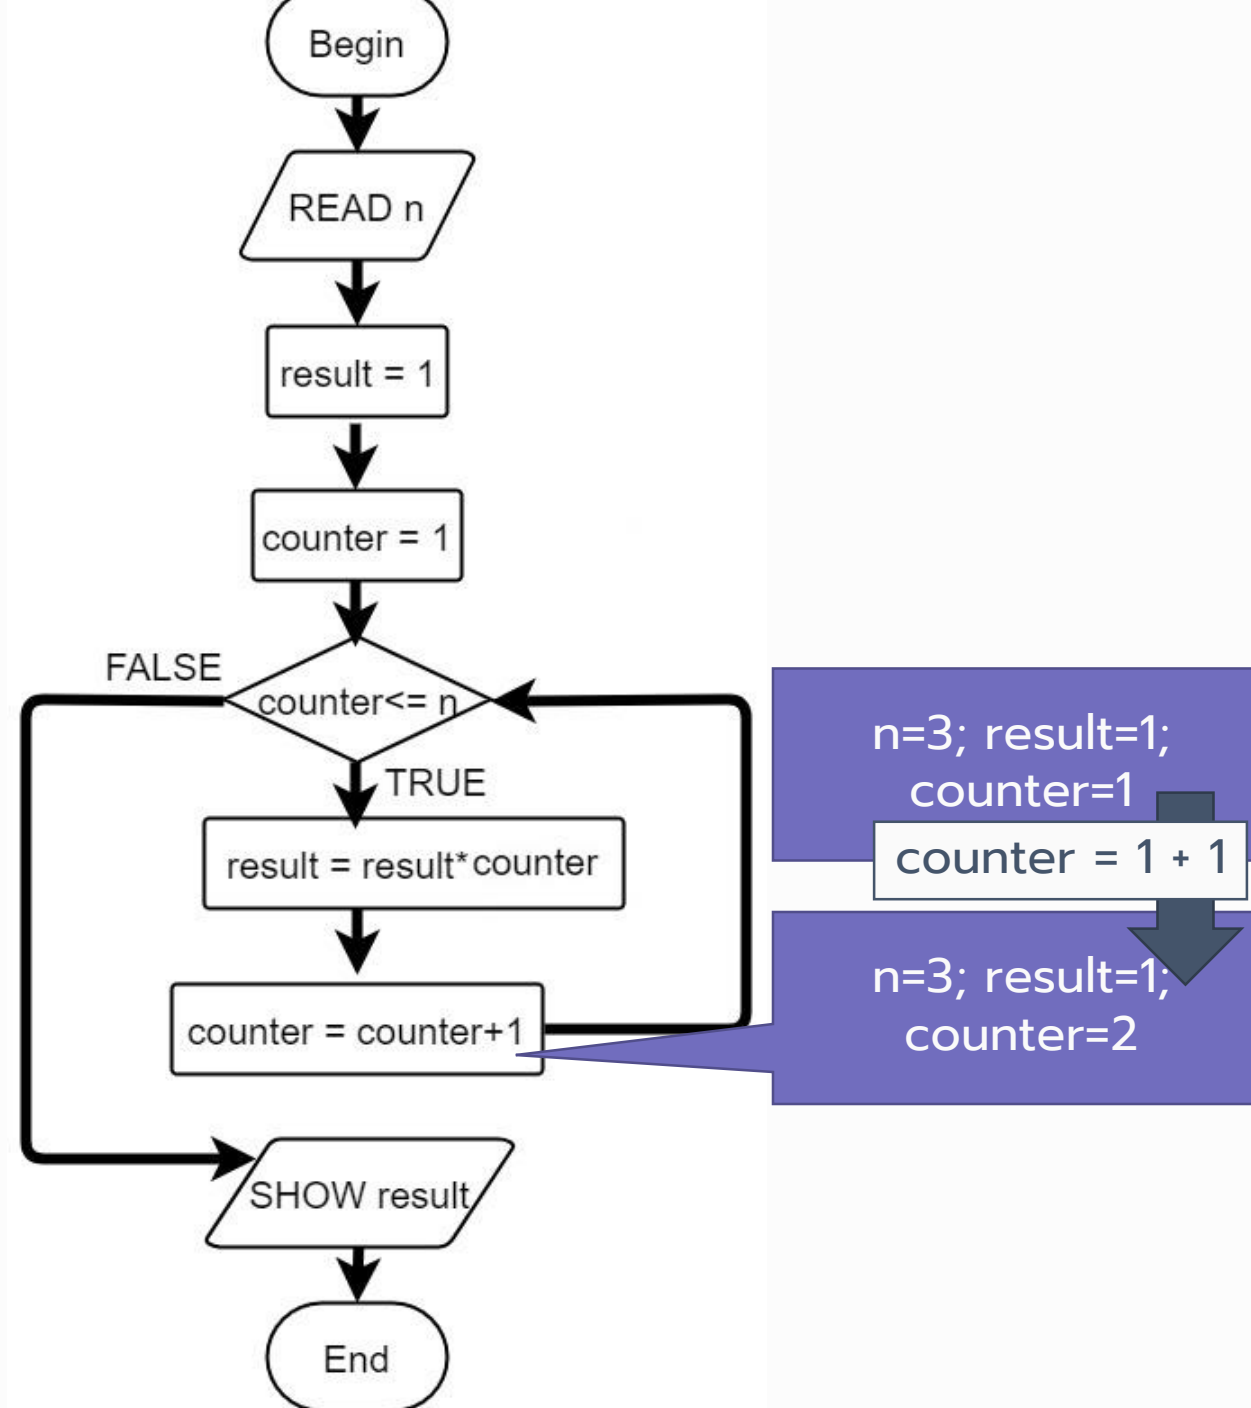 Begin
READ n
result = 1
counter = 1
FALSE
counter<= n
TRUE
result = result*counter
counter = counter+1
SHOW result
End
n=3; result=1;
counter=1
counter = 1 + 1
n=3; result=1;
counter=2